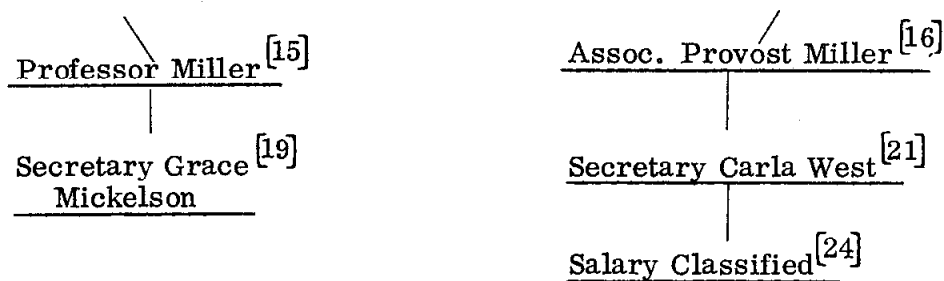 Professor Miller [15]
Secretary Grace [19]
Mickelson
Assoc. Provost Miller [16]
Secretary Carla West [21]
Salary Classified [24]